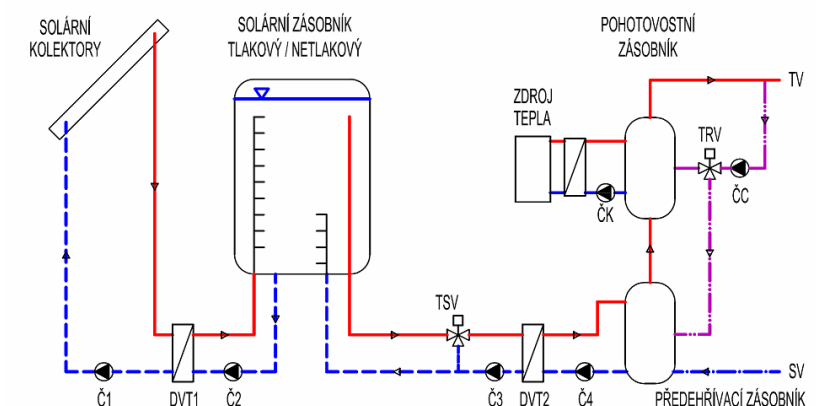 SOLÁRNÍ
KOLEKTORY
SOLÁRNÍ ZÁSOBNÍK
TLAKOVÝ / NETLAKOVÝ
POHOTOVOSTNÍ
ZÁSOBNÍK
TV
ZDROJ
TEPLA
TRV
ČK
ČC
TSV
SV
Č1
DVT1
Č2
Č3
DVT2
Č4
PŘEDEHŘÍVACÍ ZÁSOBNÍK